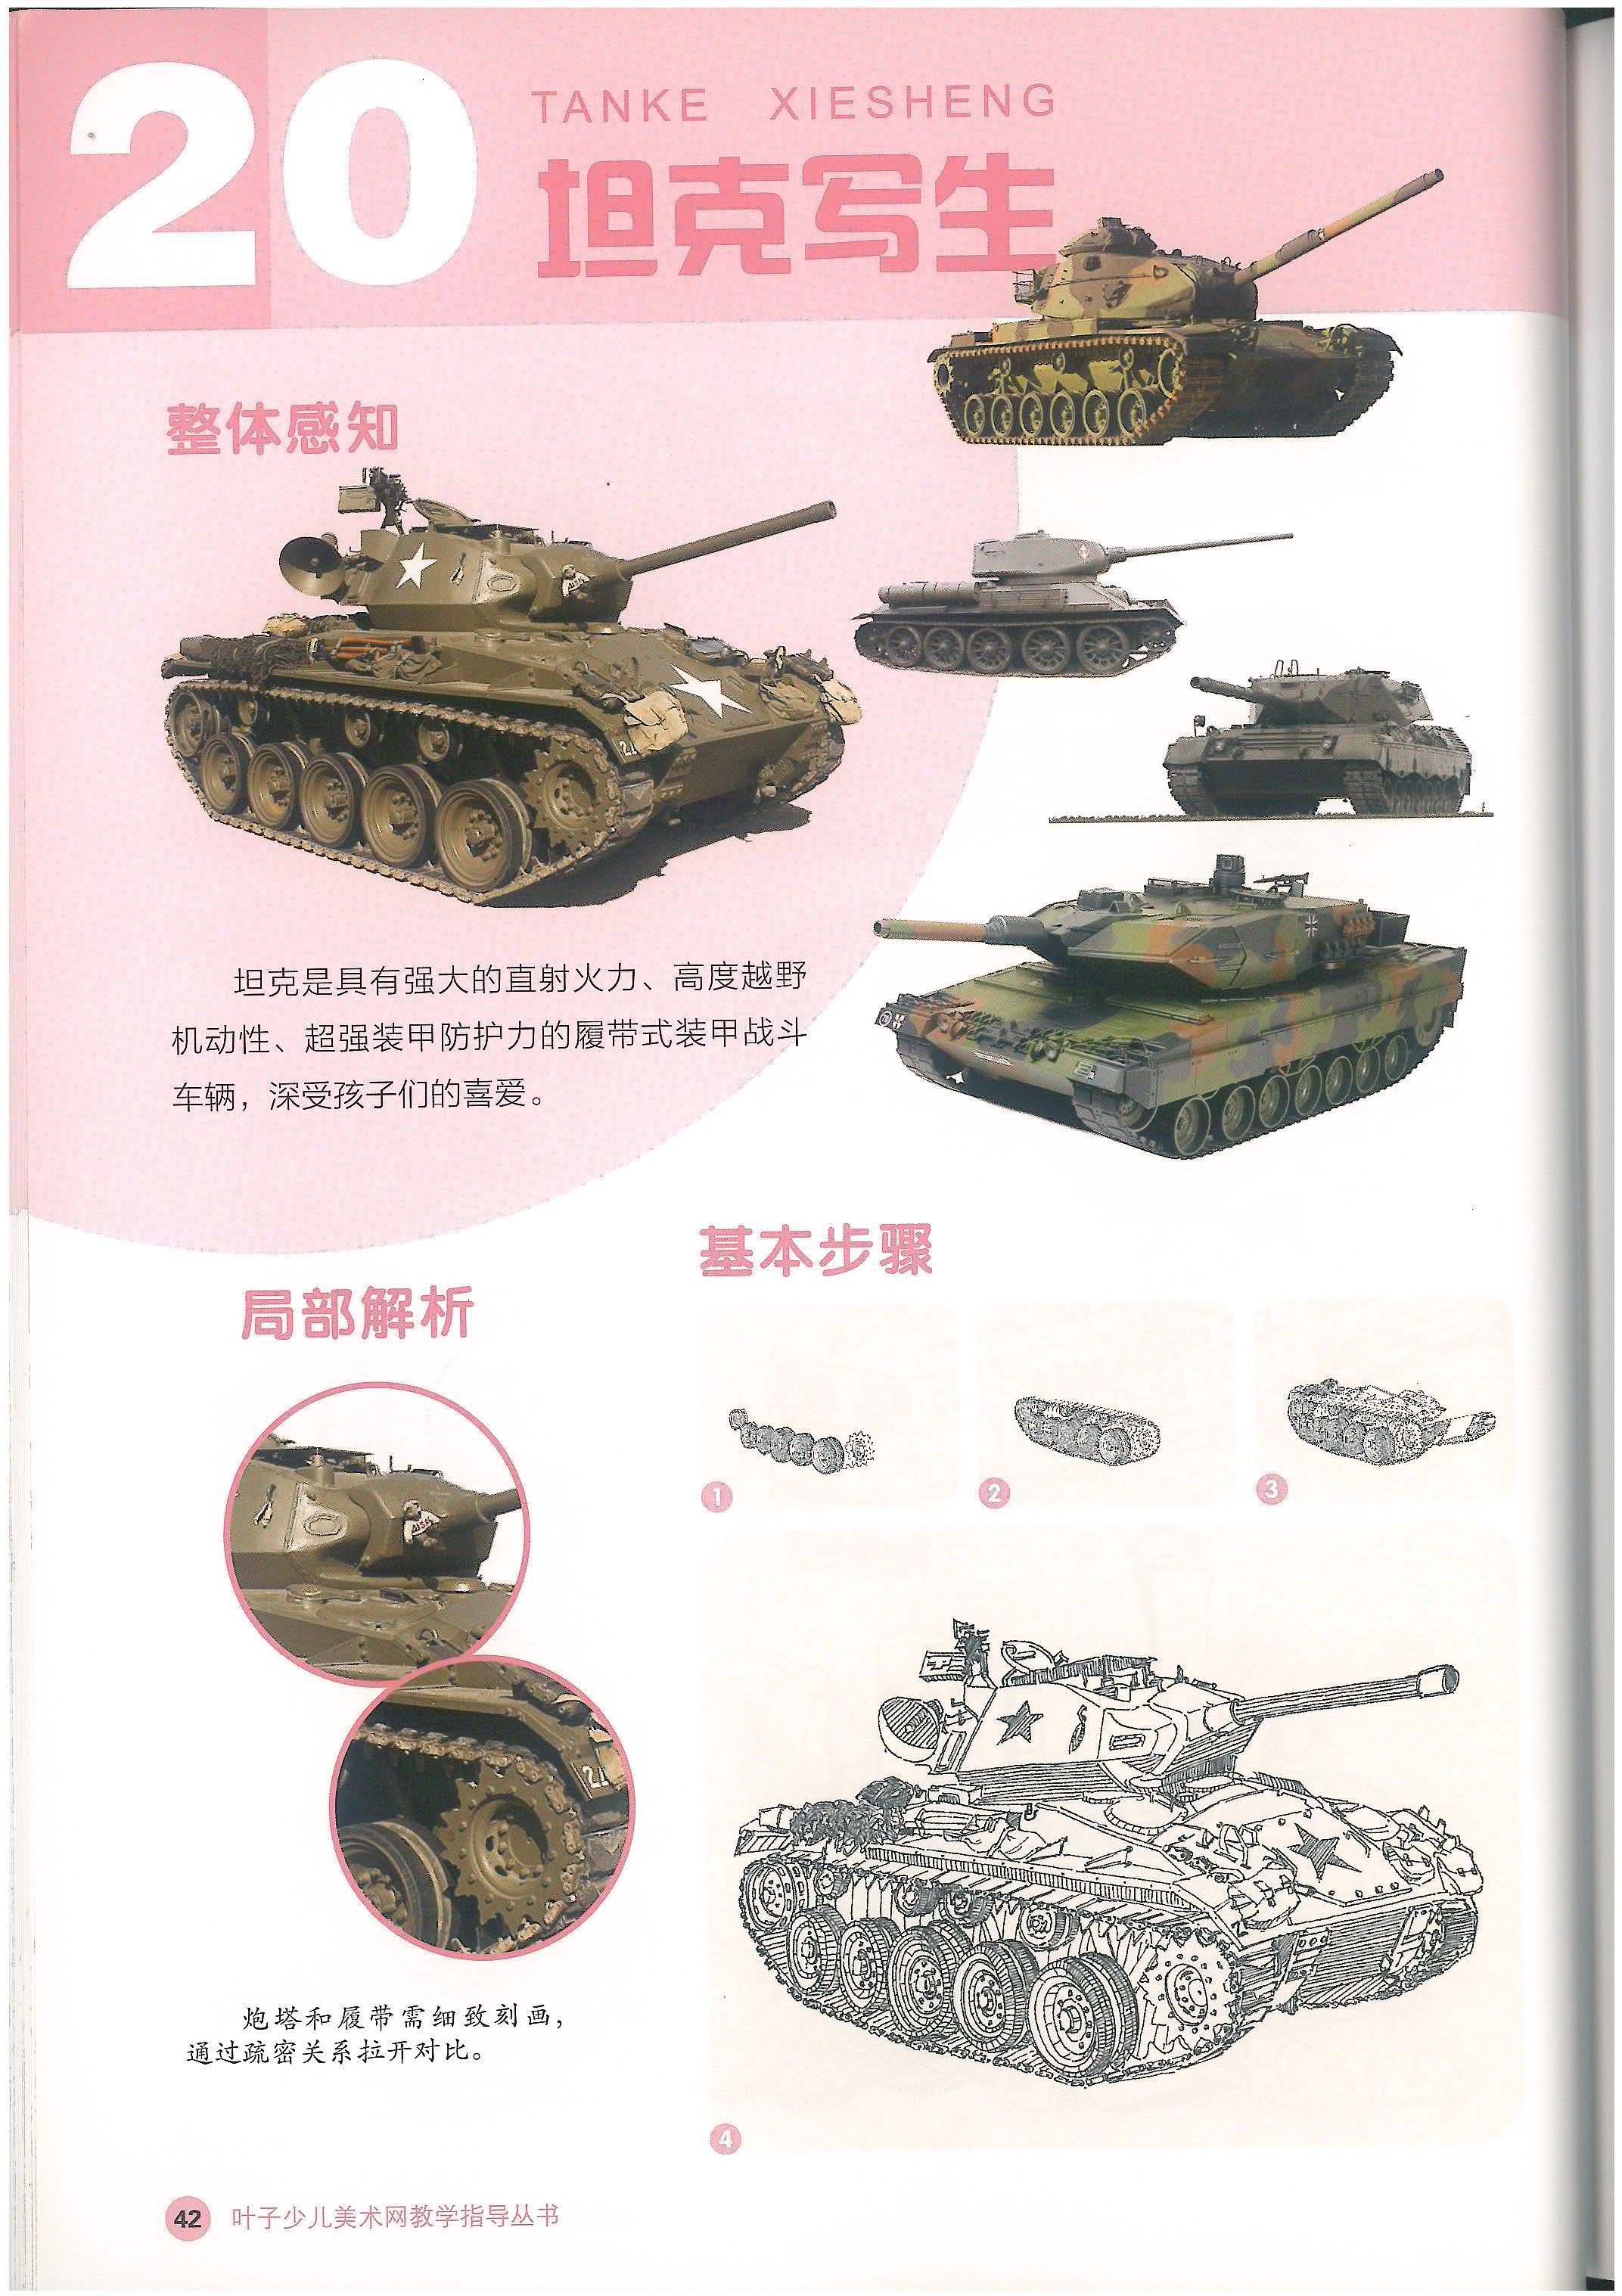 20
TANKE XIESHENG
坦克写生
整体感知
坦克是具有强大的直射火力、高度越野
机动性、超强装甲防护力的履带式装甲战斗
车辆，深受孩子们的喜爱。
局部解析
炮塔和履带需细致刻画，
通过疏密关系拉开对比。
基本步骤
1
2
3
4
42 叶子少儿美术网教学指导丛书